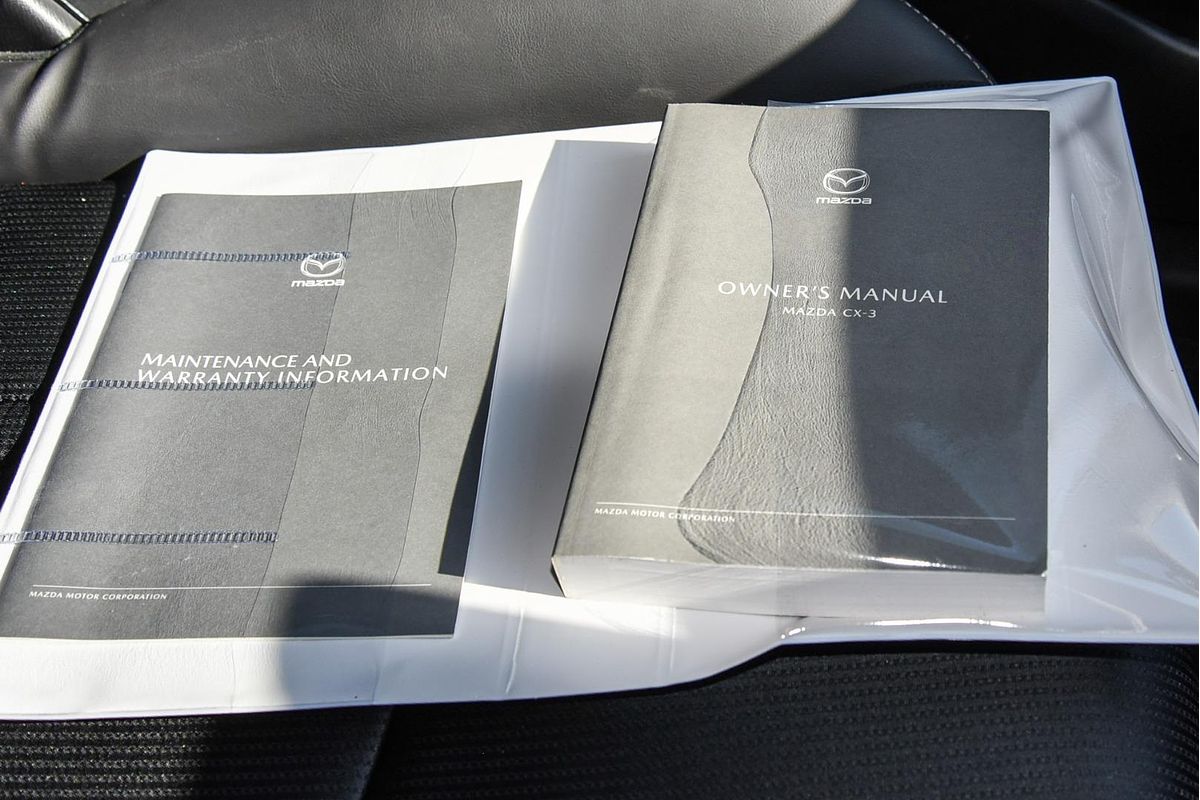 mazda
MAINTENANCE AND
WARRANTY INFORMATION
MAZDA MOTOR CORPORATION
mazda
OWNER'S MANUAL
MAZDA CX-3
MAZDA MOTOR CORPORATION